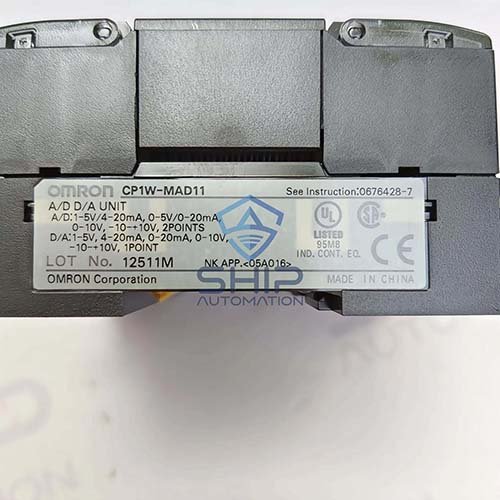 OMRON CP1W-MAD11 See Instruction:0676428-7
A/D D/A UNIT
A/D:1-5V/4-20mA, 0-5V/0-20mA,
0-10V, -10-+10V, 2POINTS
D/A:1-5V, 4-20mA, 0-20mA, 0-10V,
-10-+10V, 1POINT
LOT No. 12511M NK APP.<05A016>
OMRON Corporation MADE IN CHINA
UL
LISTED
95M8
IND. CONT. EQ.
SHIP
AUTOMATION